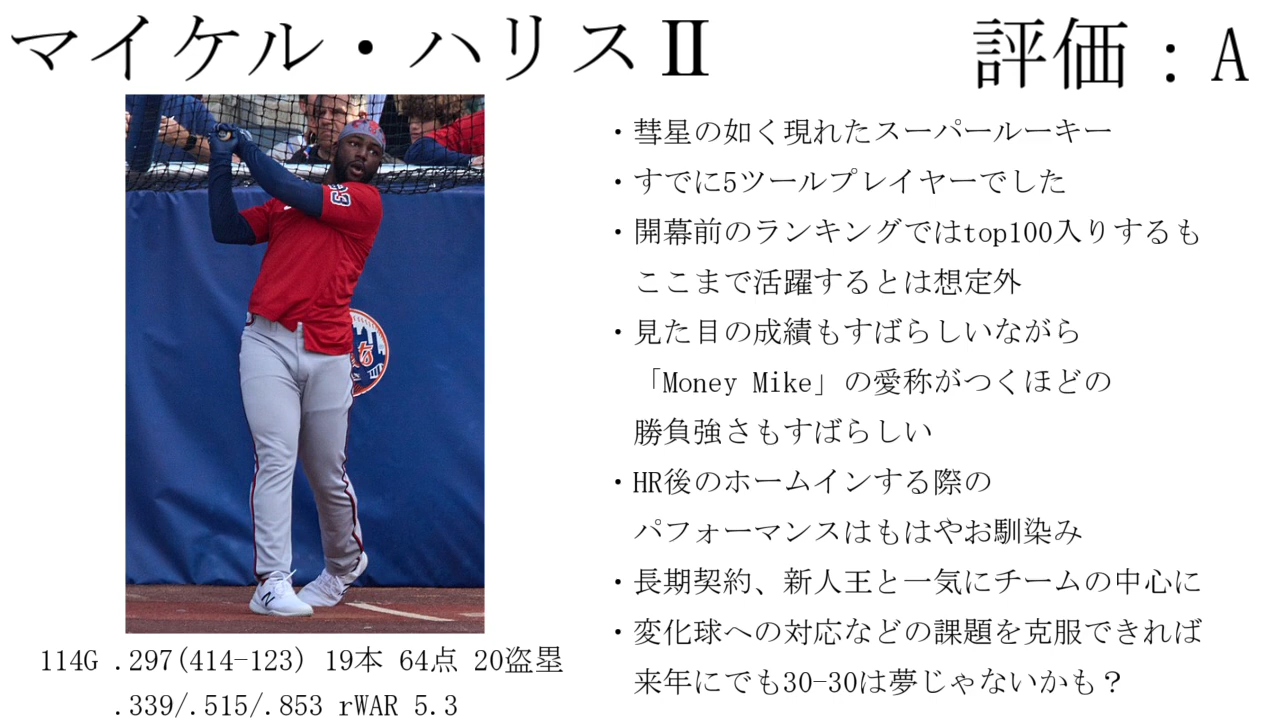 マイケル・ハリスⅡ
評価：A
・彗星の如く現れたスーパールーキー
・すでに5ツールプレイヤーでした
・開幕前のランキングではtop100入りするも
ここまで活躍するとは想定外
・見た目の成績もすばらしいながら
「Money Mike」の愛称がつくほどの
勝負強さもすばらしい
・HR後のホームインする際の
パフォーマンスはもはやお馴染み
・長期契約、新人王と一気にチームの中心に
・変化球への対応などの課題を克服できれば
来年にでも30-30は夢じゃないかも？
114G .297(414-123) 19本 64点 20盗塁
.339/.515/.853 rWAR 5.3